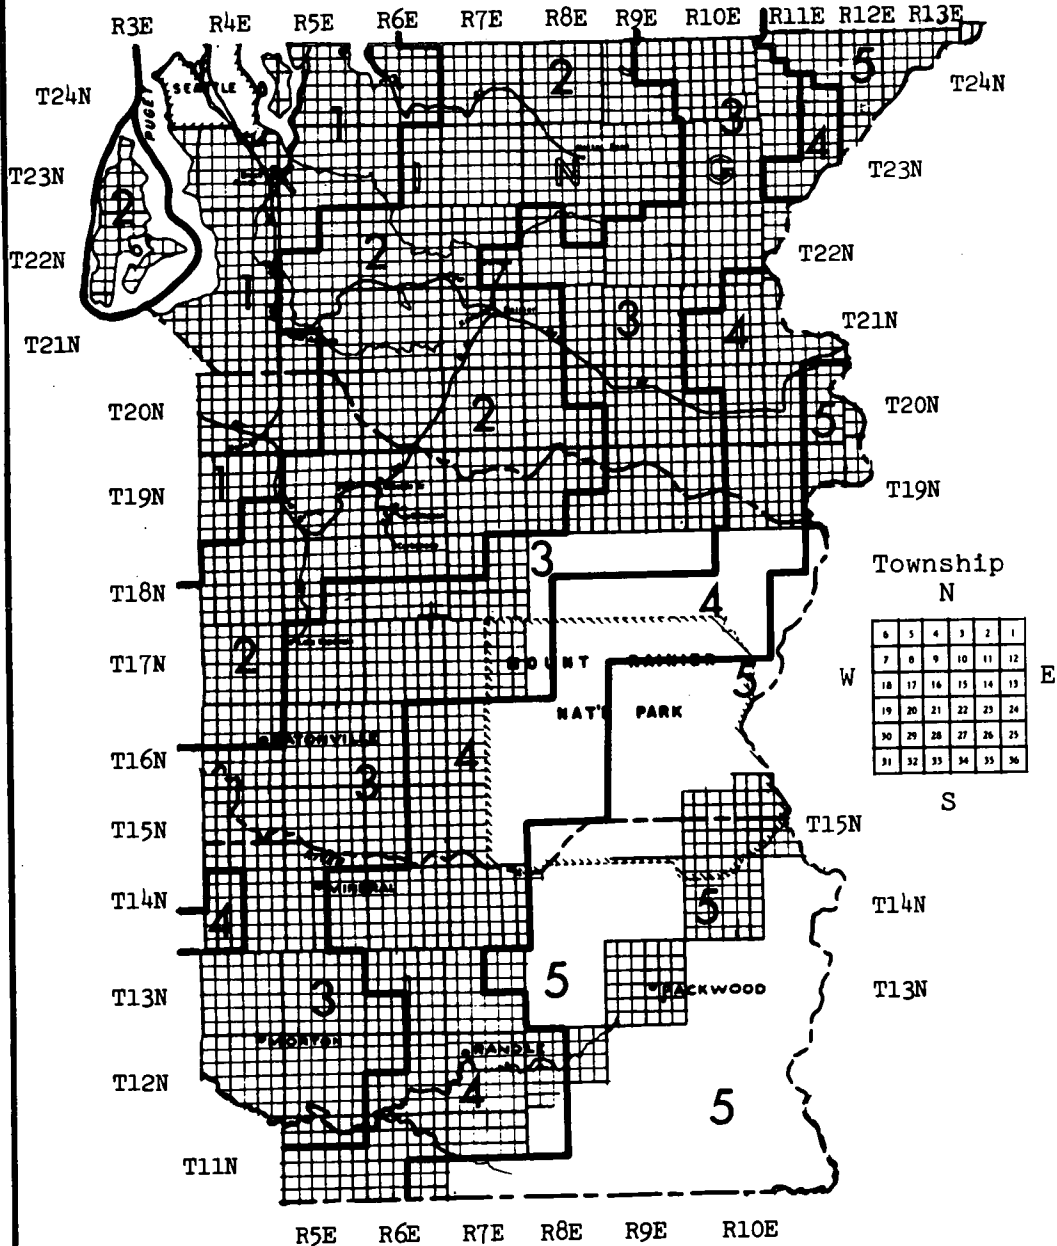 R3E R4E R5E R6E R7E R8E R9E R10E R11E R12E R13E
T24N SEATTLE 2 5 T24N
PUGET 1 3
4
T23N N G T23N
2
T22N 2 T22N
1 3 4 T21N
T21N
T20N 2 5 T20N
T19N 1 T19N
3
T18N 4
Township
N
6 5 4 3 2 1
7 8 9 10 11 12
W E
18 17 16 15 14 13
19 20 21 22 23 24
30 29 28 27 26 25
31 32 33 34 35 36
S
T17N 2 MOUNT RAINIER 5
NAT'L PARK
EATONVILLE
T16N 3 4
T15N T15N
MINERAL
T14N 4 5 T14N
T13N 3 5 PACKWOOD T13N
MORTON RANDLE
T12N 4 5
T11N
R5E R6E R7E R8E R9E R10E